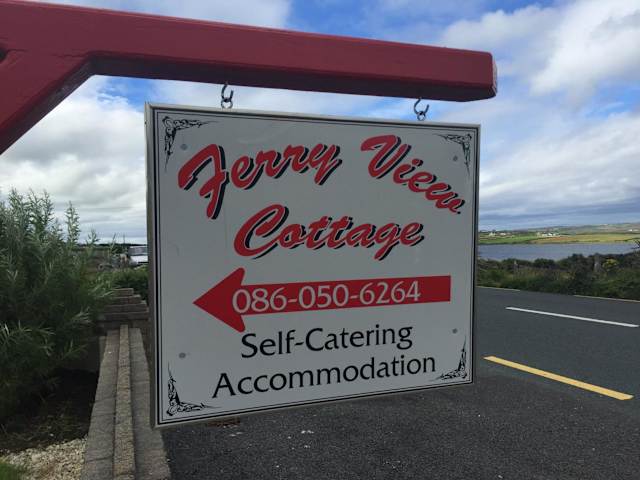 Ferry View
Cottage
086-050-6264
Self-Catering
Accommodation